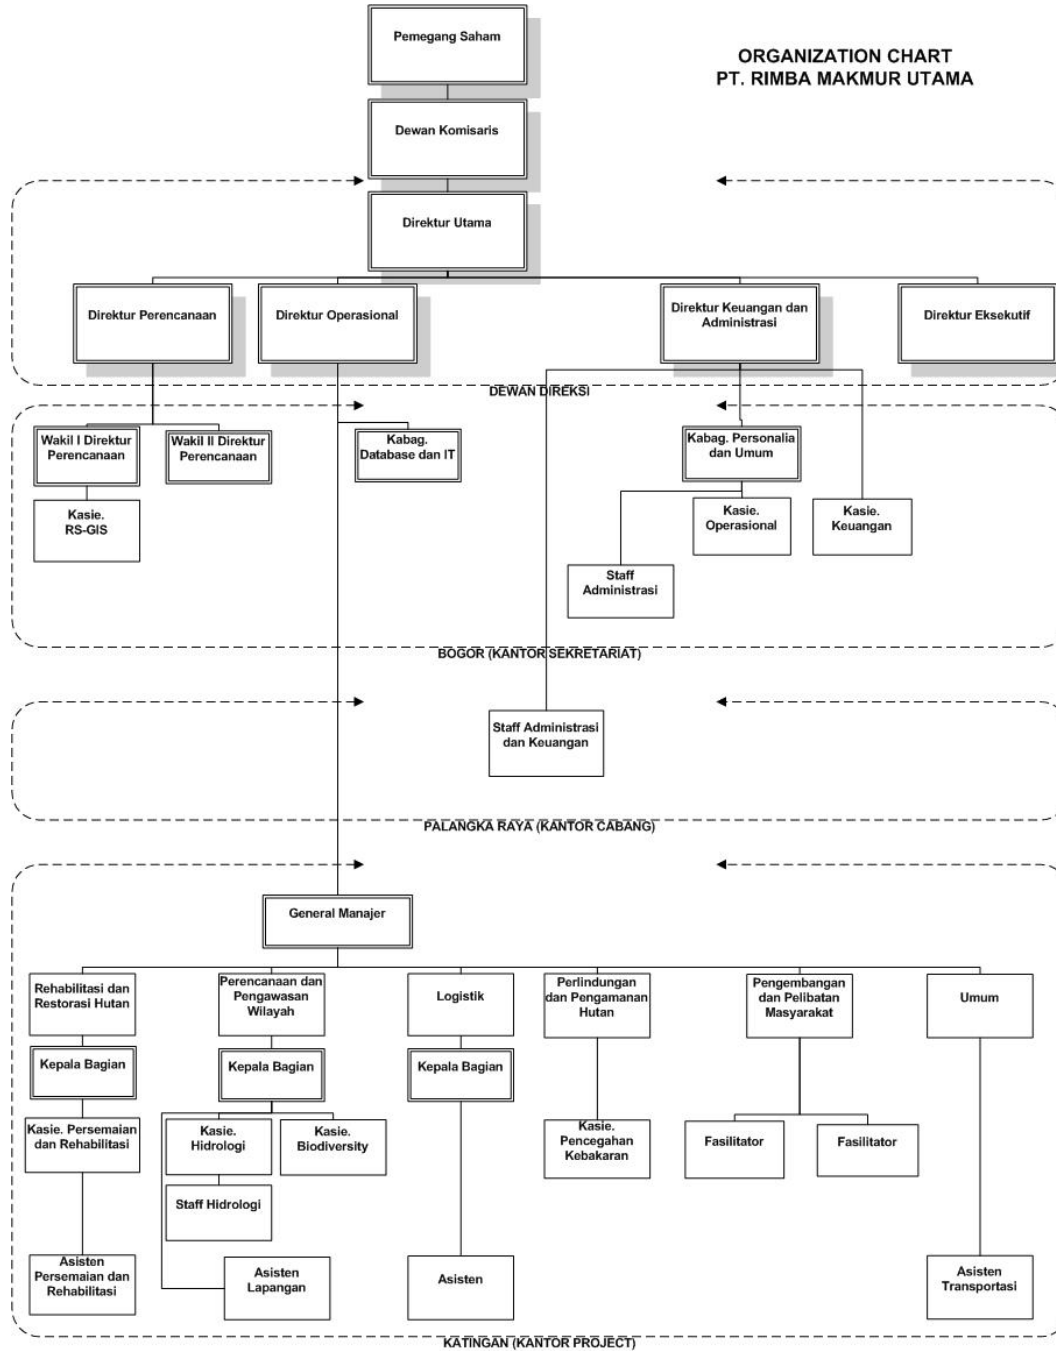 Pemegang Saham
ORGANIZATION CHART
PT. RIMBA MAKMUR UTAMA
Dewan Komisaris
Direktur Utama
Direktur Perencanaan
Direktur Operasional
Direktur Keuangan dan
Administrasi
Direktur Eksekutif
DEWAN DIREKSI
Wakil I Direktur
Perencanaan
Wakil II Direktur
Perencanaan
Kabag.
Database dan IT
Kabag. Personalia
dan Umum
Kasie.
RS-GIS
Kasie.
Operasional
Kasie.
Keuangan
Staff
Administrasi
BOGOR (KANTOR SEKRETARIAT)
Staff Administrasi
dan Keuangan
PALANGKA RAYA (KANTOR CABANG)
General Manajer
Rehabilitasi dan
Restorasi Hutan
Perencanaan dan
Pengawasan
Wilayah
Logistik
Perlindungan
dan Pengamanan
Hutan
Pengembangan
dan Pelibatan
Masyarakat
Umum
Kepala Bagian
Kepala Bagian
Kepala Bagian
Kasie. Persemaian
dan Rehabilitasi
Kasie.
Hidrologi
Kasie.
Biodiversity
Kasie.
Pencegahan
Kebakaran
Fasilitator
Fasilitator
Staff Hidrologi
Asisten
Persemaian dan
Rehabilitasi
Asisten
Lapangan
Asisten
Asisten
Transportasi
KATINGAN (KANTOR PROJECT)